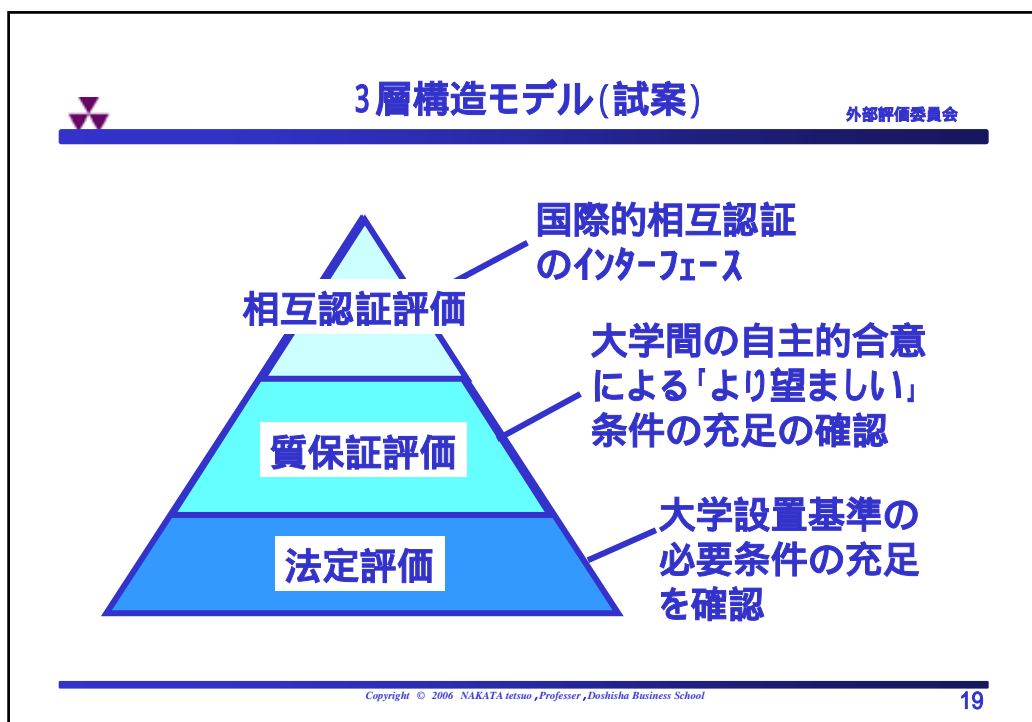 3層構造モデル(試案)
外部評価委員会
国際的相互認証
のｲﾝﾀｰﾌｪｰｽ
相互認証評価
大学間の自主的合意
による｢より望ましい｣
条件の充足の確認
質保証評価
大学設置基準の
必要条件の充足
を確認
法定評価
Copyright © 2006 NAKATA tetsuo , Professer , Doshisha Business School
19